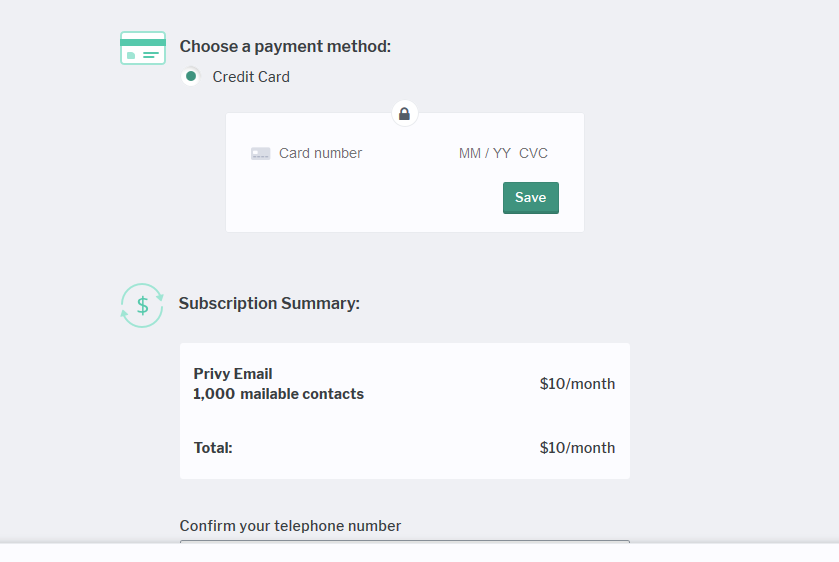 Choose a payment method:
Credit Card
Card number MM / YY CVC
Save
$
Subscription Summary:
Privy Email
1,000 mailable contacts
$10/month
Total: $10/month
Confirm your telephone number